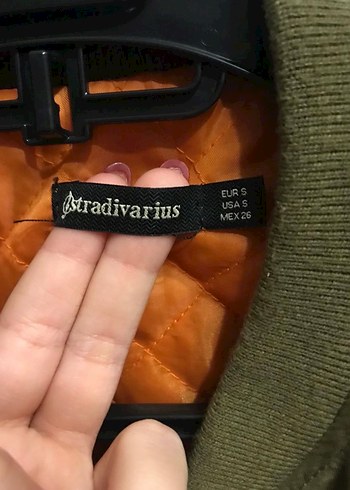 stradivarius
EUR S
USA S
MEX 26